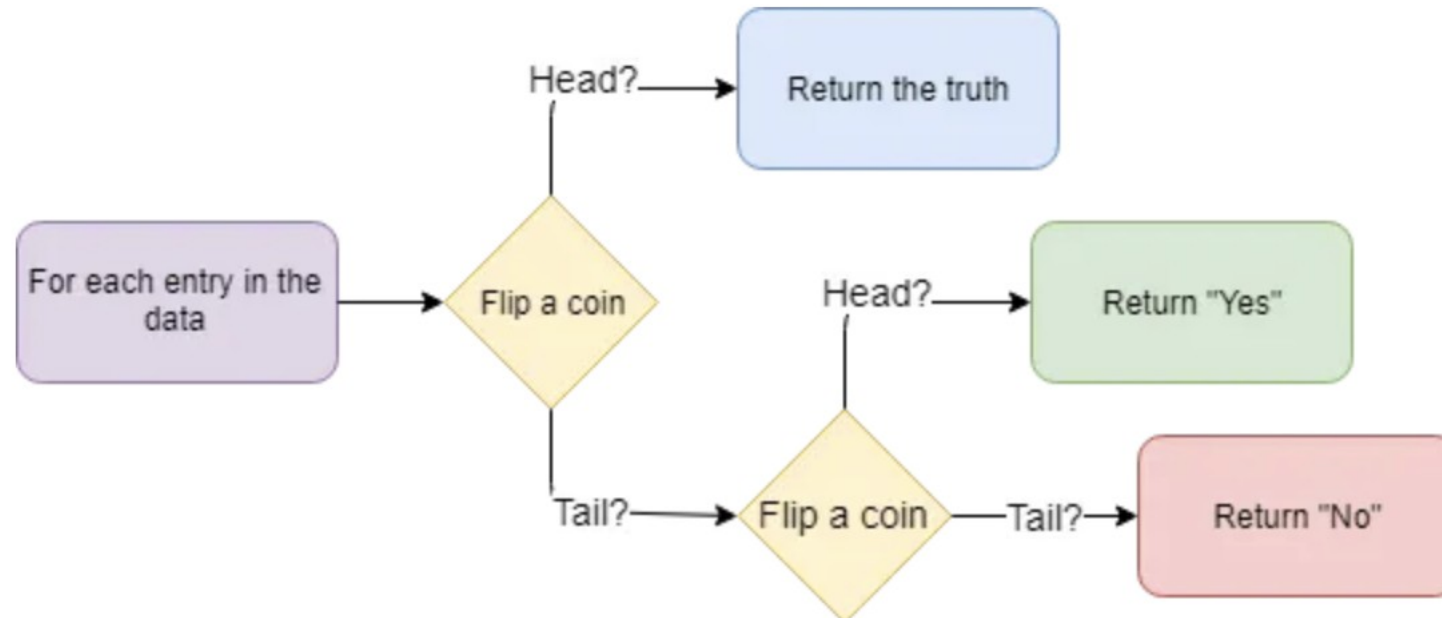 Head?
Return the truth
For each entry in the
data
Flip a coin
Head?
Return "Yes"
Tail?
Flip a coin
Tail?
Return "No"